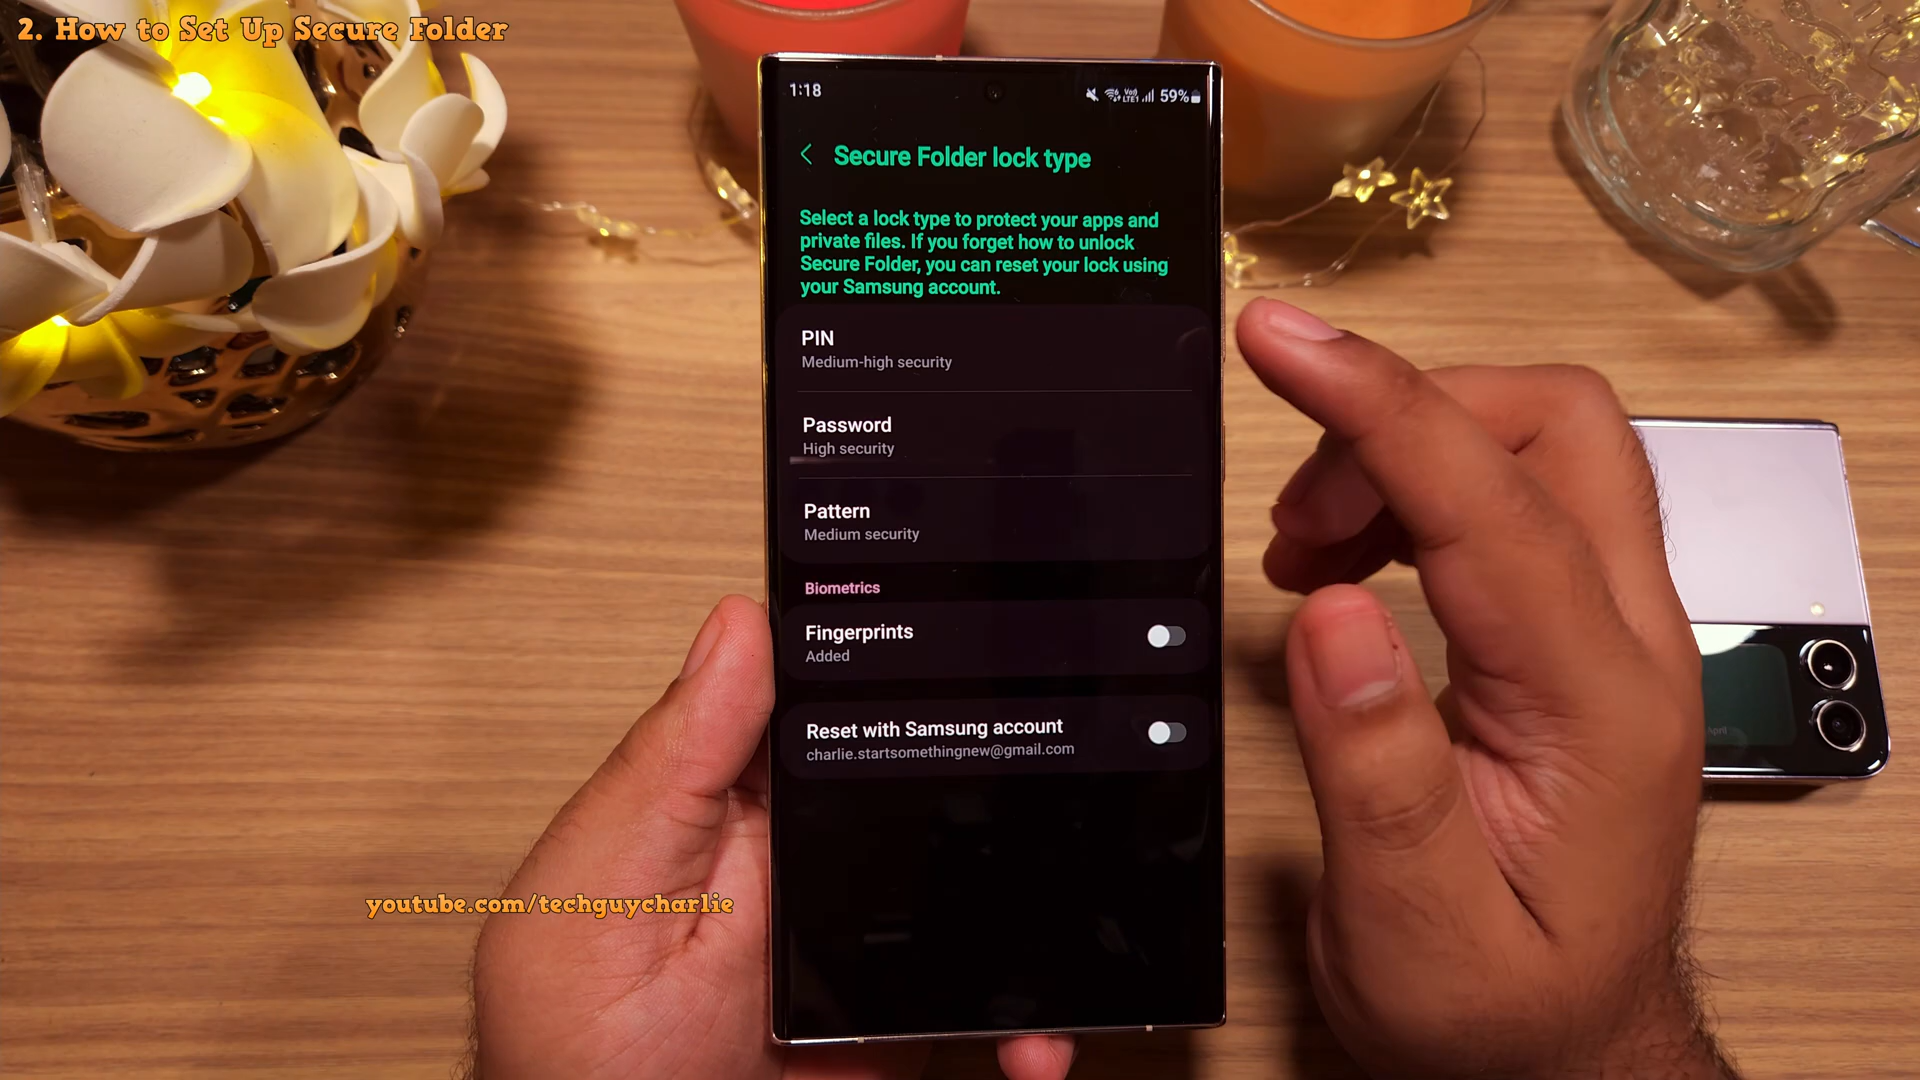 2. How to Set Up Secure Folder
1:18
59%
Secure Folder lock type
Select a lock type to protect your apps and
private files. If you forget how to unlock
Secure Folder, you can reset your lock using
your Samsung account.
PIN
Medium-high security
Password
High security
Pattern
Medium security
Biometrics
Fingerprints
Added
Reset with Samsung account
charlie.startsomethingnew@gmail.com
April
youtube.com/techguycharlie